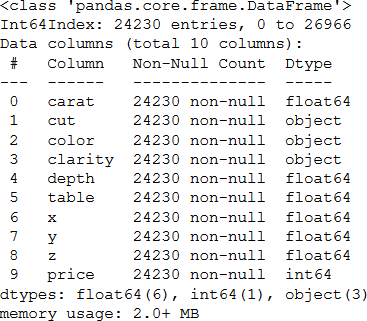 <class 'pandas.core.frame.DataFrame'>
Int64Index: 24230 entries, 0 to 26966
Data columns (total 10 columns):
 #   Column   Non-Null Count  Dtype
---  ------   --------------  -----
 0   carat    24230 non-null  float64
 1   cut      24230 non-null  object
 2   color    24230 non-null  object
 3   clarity  24230 non-null  object
 4   depth    24230 non-null  float64
 5   table    24230 non-null  float64
 6   x        24230 non-null  float64
 7   y        24230 non-null  float64
 8   z        24230 non-null  float64
 9   price    24230 non-null  int64
dtypes: float64(6), int64(1), object(3)
memory usage: 2.0+ MB